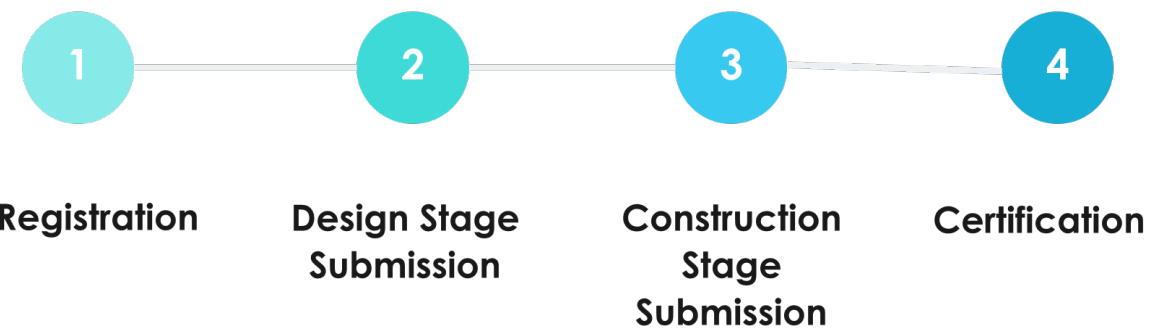 1
2
3
4
Registration
Design Stage
Submission
Construction
Stage
Submission
Certification